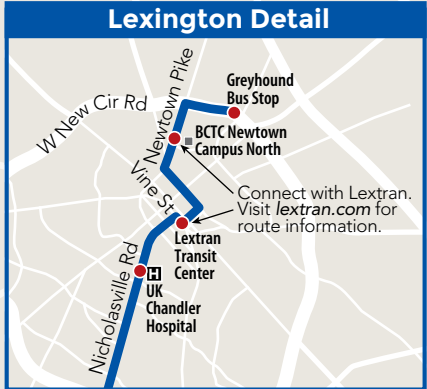 Lexington Detail
Newtown Pike
Greyhound
Bus Stop
W New Cir Rd
BCTC Newtown
Campus North
Vine St
Connect with Lextran.
Visit lextran.com for
route information.
Lextran
Transit
Center
Nicholasville Rd
H
UK
Chandler
Hospital